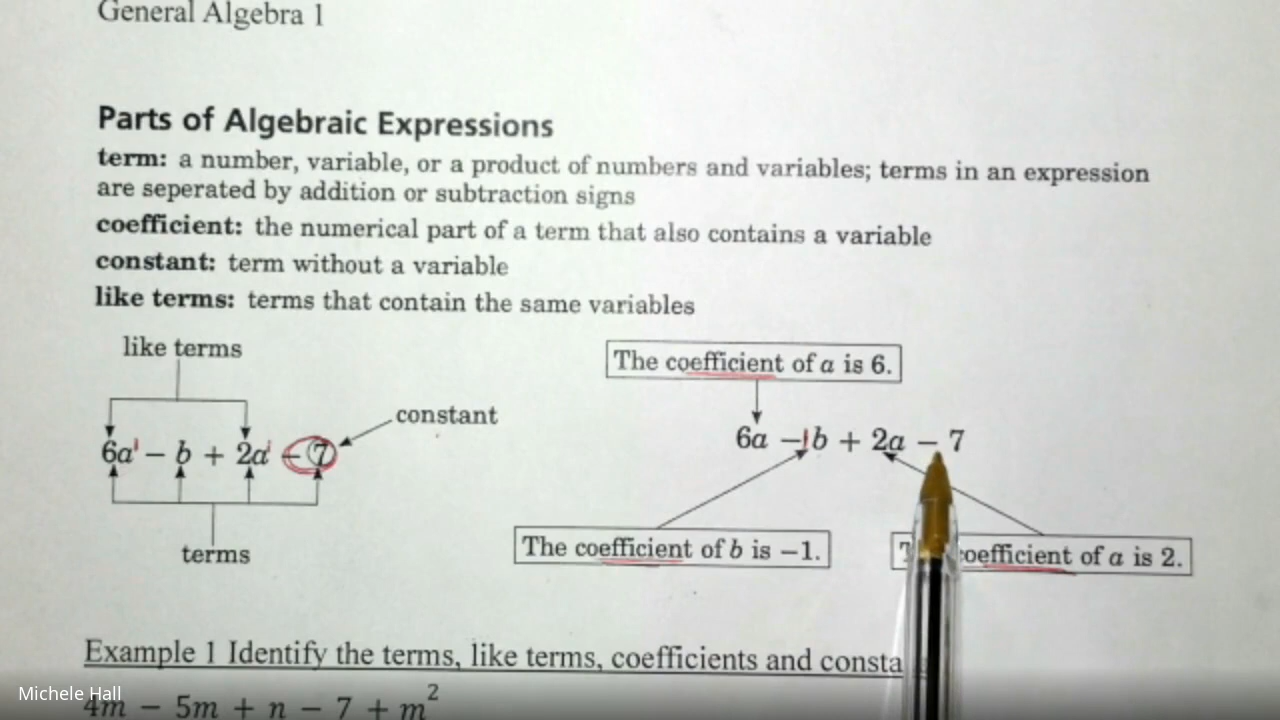 General Algebra 1
Parts of Algebraic Expressions
term: a number, variable, or a product of numbers and variables; terms in an expression
are seperated by addition or subtraction signs
coefficient: the numerical part of a term that also contains a variable
constant: term without a variable
like terms: terms that contain the same variables
like terms
The coefficient of a is 6.
constant
6a¹ − b + 2a¹ − 7
6a −1b + 2a − 7
The coefficient of b is −1.
coefficient of a is 2.
terms
Example 1 Identify the terms, like terms, coefficients and
4m − 5m + n − 7 + m²
Michele Hall